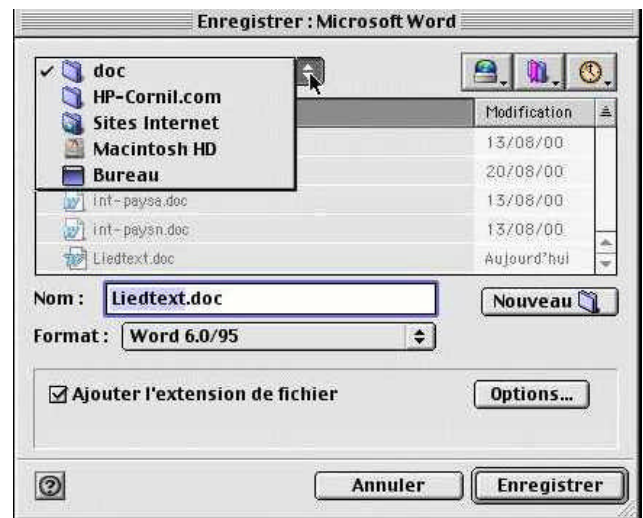 Enregistrer : Microsoft Word
doc
HP-Cornil.com
Sites Internet
Macintosh HD
Bureau
Modification
13/08/00
20/08/00
int-paysa.doc 13/08/00
int-paysn.doc 13/08/00
Liedtext.doc Aujourd'hui
Nom : Liedtext.doc
Nouveau
Format : Word 6.0/95
Ajouter l'extension de fichier
Options...
Annuler
Enregistrer